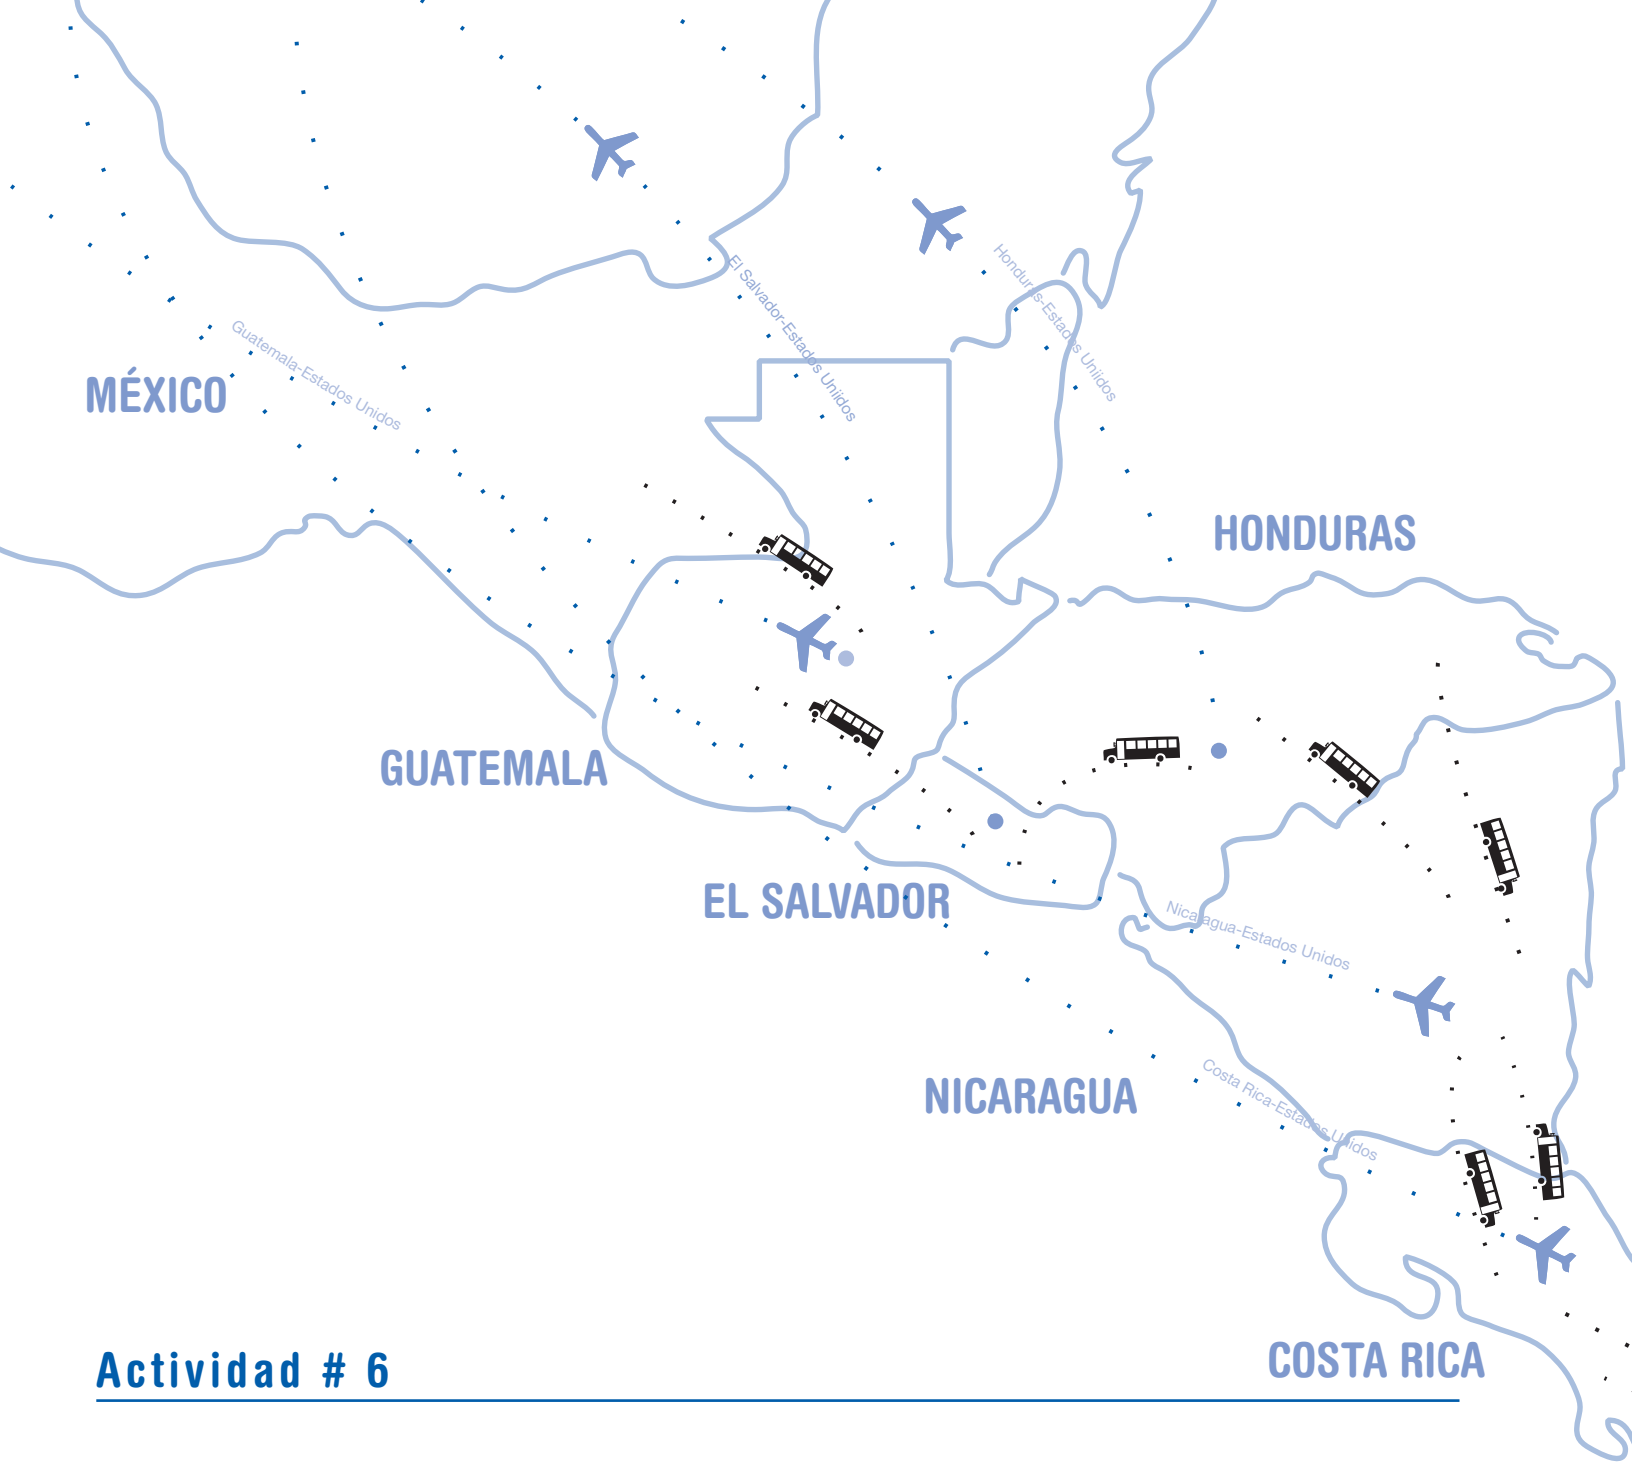 El Salvador-Estados Uniidos
Honduras-Estados Uniidos
Guatemala-Estados Unidos
MÉXICO
HONDURAS
GUATEMALA
EL SALVADOR
Nicaragua-Estados Unidos
NICARAGUA
Costa Rica-Estados Unidos
COSTA RICA
Actividad # 6